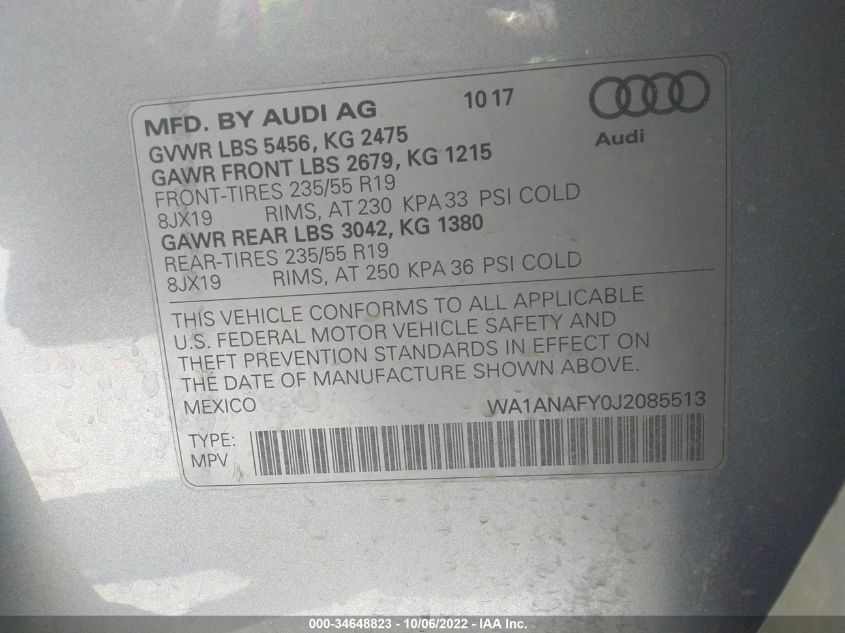 MFD. BY AUDI AG 10 17
Audi
GVWR LBS 5456, KG 2475
GAWR FRONT LBS 2679, KG 1215
FRONT-TIRES 235/55 R19
8JX19 RIMS, AT 230 KPA 33 PSI COLD
GAWR REAR LBS 3042, KG 1380
REAR-TIRES 235/55 R19
8JX19 RIMS, AT 250 KPA 36 PSI COLD
THIS VEHICLE CONFORMS TO ALL APPLICABLE
U.S. FEDERAL MOTOR VEHICLE SAFETY AND
THEFT PREVENTION STANDARDS IN EFFECT ON
THE DATE OF MANUFACTURE SHOWN ABOVE.
MEXICO WA1ANAFY0J2085513
TYPE:
MPV
000-34648823 - 10/06/2022 - IAA Inc.